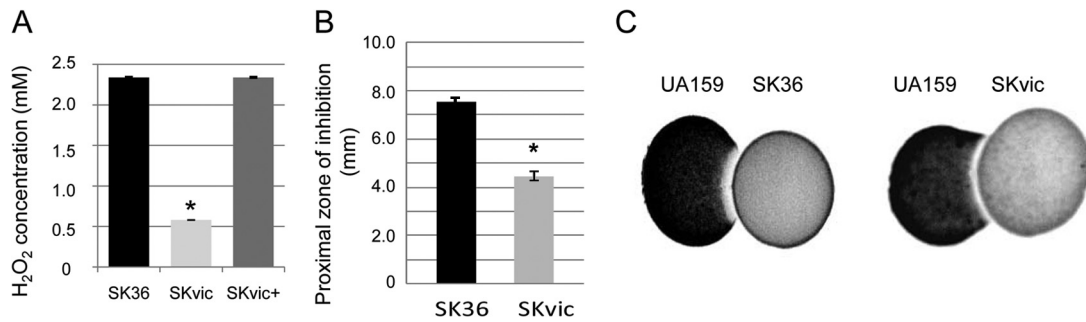 A
H2O2 concentration (mM)
2.5
2.0
1.5
1.0
0.5
0
*
SK36 SKvic SKvic+
B
Proximal zone of inhibition
(mm)
10.0
8.0
6.0
4.0
2.0
0
*
SK36 SKvic
C
UA159 SK36
UA159 SKvic